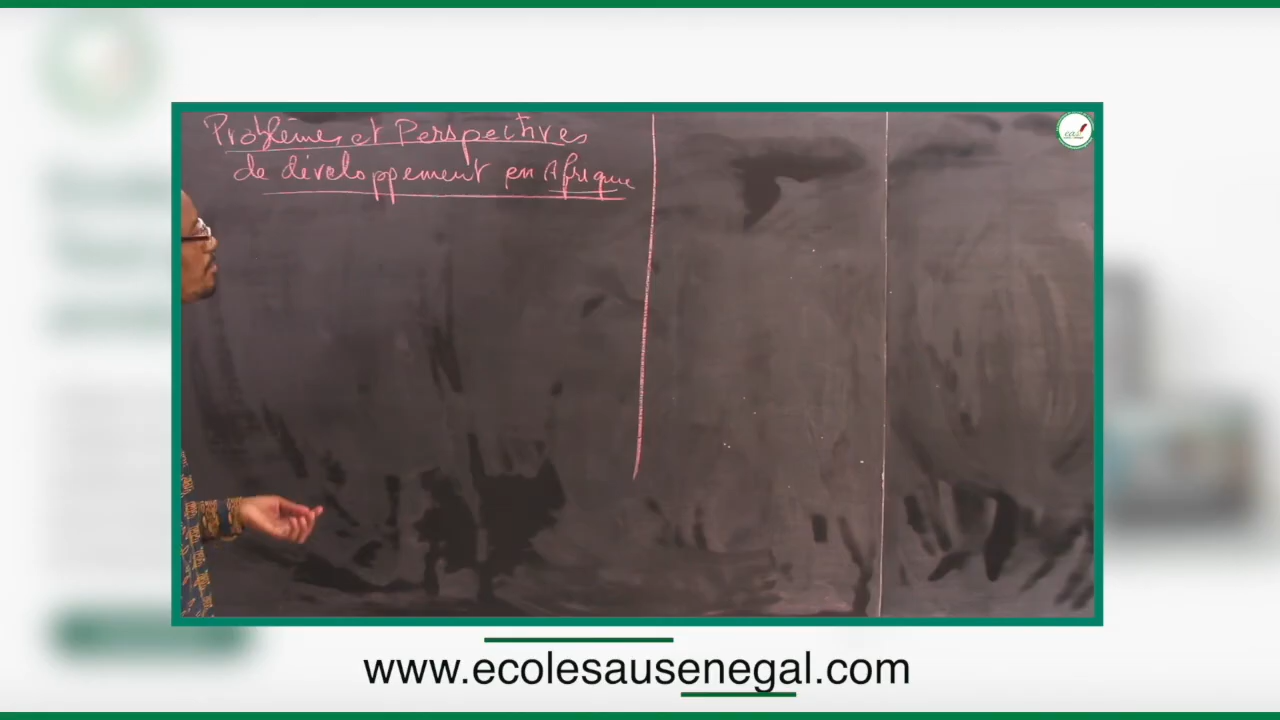 Problèmes et Perspectives
de développement en Afrique
www.ecolesausenegal.com